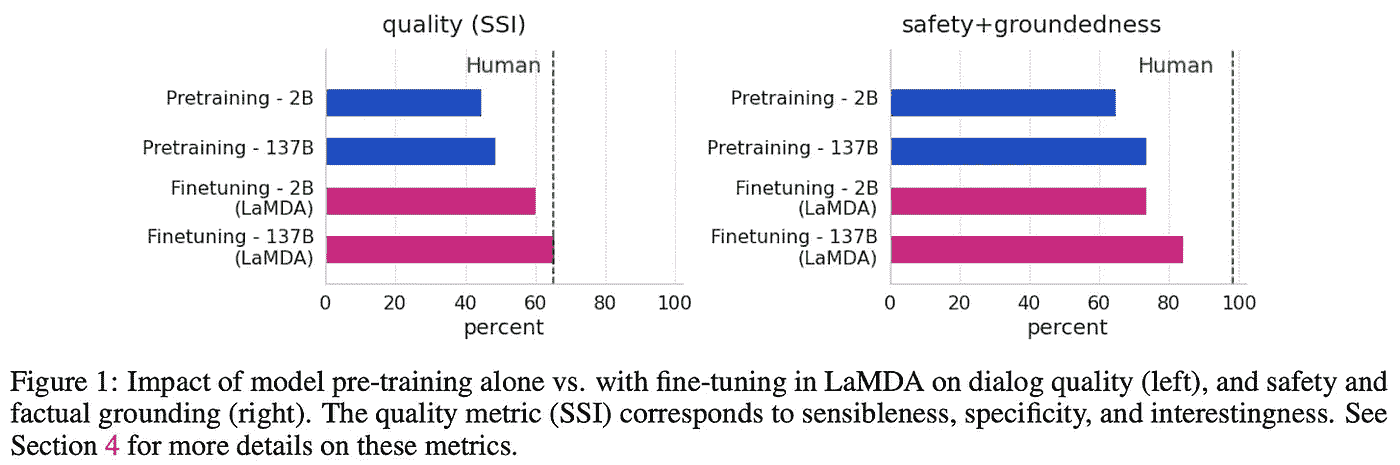 quality (SSI)
Human
Pretraining - 2B
Pretraining - 137B
Finetuning - 2B
(LaMDA)
Finetuning - 137B
(LaMDA)
0 20 40 60 80 100
percent
safety+groundedness
Human
Pretraining - 2B
Pretraining - 137B
Finetuning - 2B
(LaMDA)
Finetuning - 137B
(LaMDA)
0 20 40 60 80 100
percent
Figure 1: Impact of model pre-training alone vs. with fine-tuning in LaMDA on dialog quality (left), and safety and
factual grounding (right). The quality metric (SSI) corresponds to sensibleness, specificity, and interestingness. See
Section 4 for more details on these metrics.